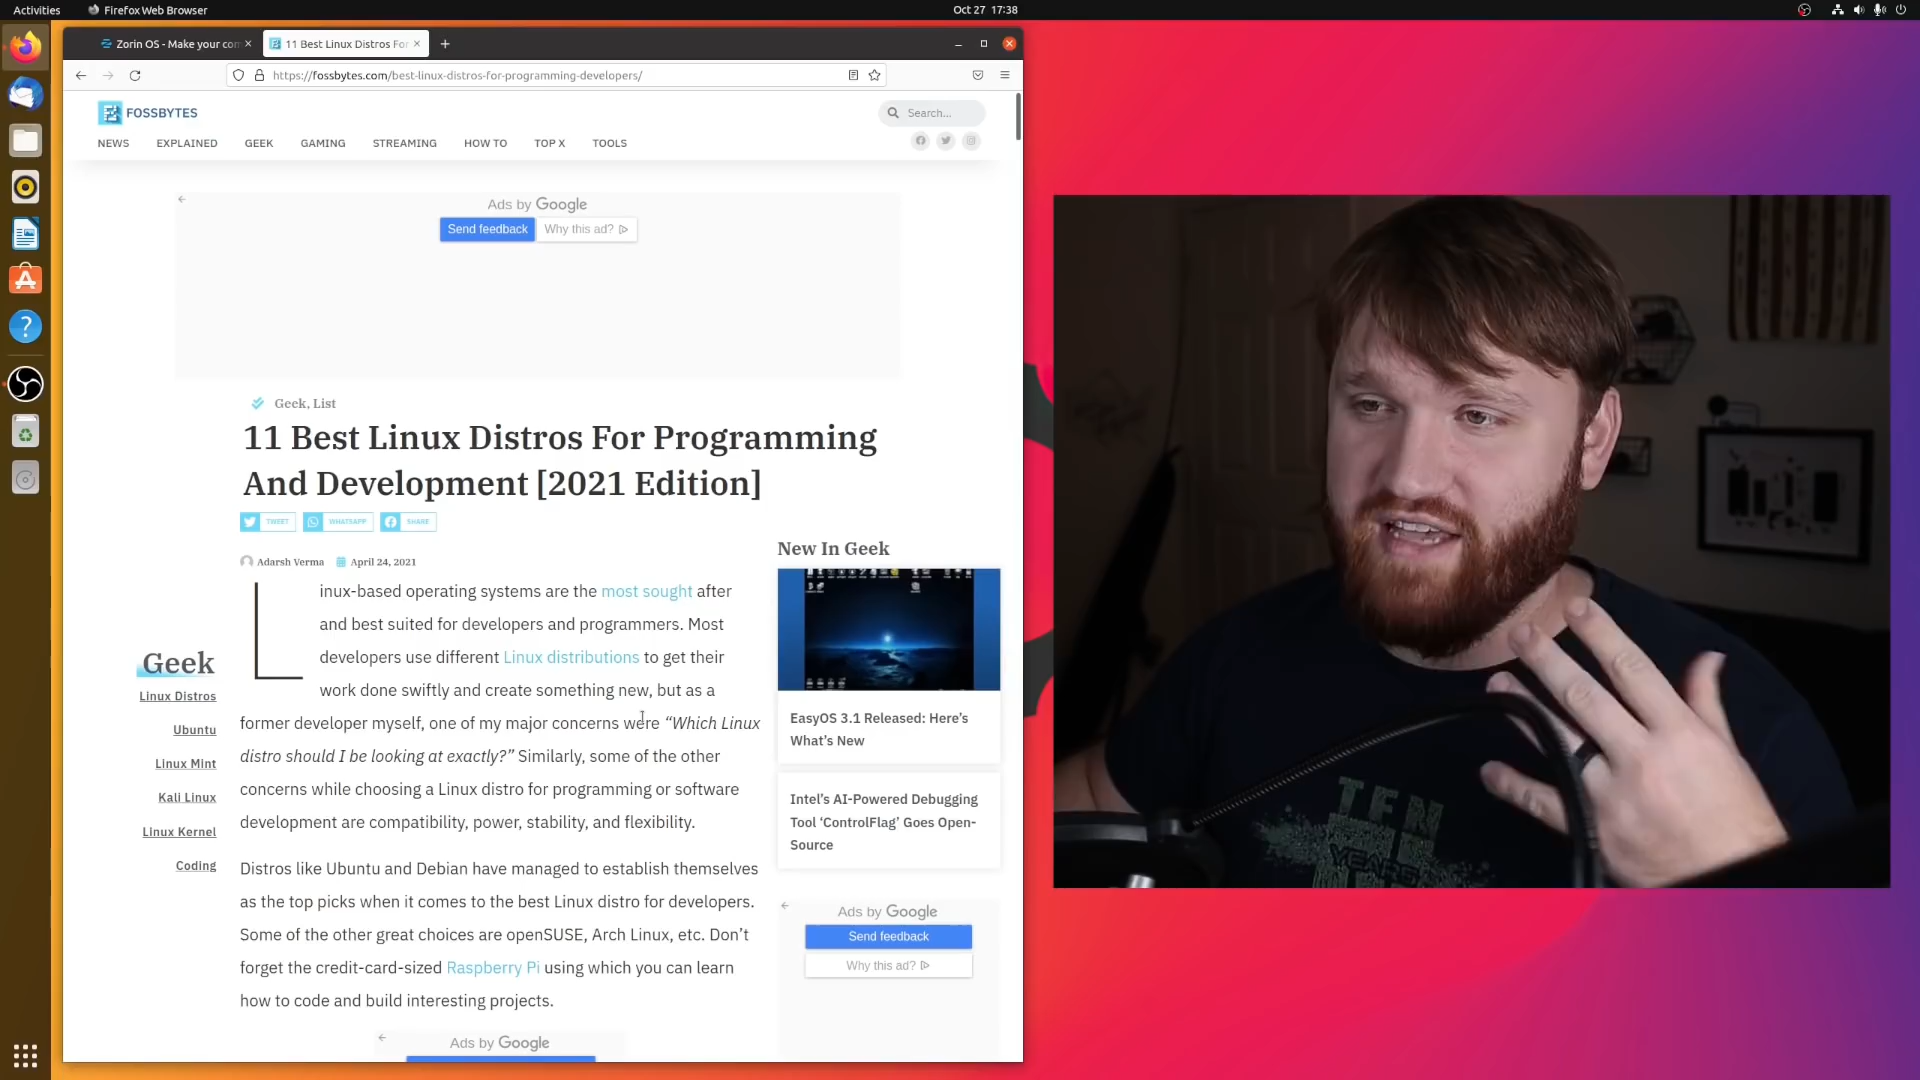 Activities
Firefox Web Browser
Oct 27 17:38
Zorin OS - Make your com
11 Best Linux Distros For
https://fossbytes.com/best-linux-distros-for-programming-developers/
FOSSBYTES
Search...
NEWS EXPLAINED GEEK GAMING STREAMING HOW TO TOP X TOOLS
Ads by Google
Send feedback
Why this ad?
Geek, List
11 Best Linux Distros For Programming
And Development [2021 Edition]
TWEET
WHATSAPP
SHARE
Adarsh Verma
April 24, 2021
Linux-based operating systems are the most sought after
and best suited for developers and programmers. Most
developers use different Linux distributions to get their
work done swiftly and create something new, but as a
former developer myself, one of my major concerns were “Which Linux
distro should I be looking at exactly?” Similarly, some of the other
concerns while choosing a Linux distro for programming or software
development are compatibility, power, stability, and flexibility.
Distros like Ubuntu and Debian have managed to establish themselves
as the top picks when it comes to the best Linux distro for developers.
Some of the other great choices are openSUSE, Arch Linux, etc. Don’t
forget the credit-card-sized Raspberry Pi using which you can learn
how to code and build interesting projects.
Ads by Google
Geek
Linux Distros
Ubuntu
Linux Mint
Kali Linux
Linux Kernel
Coding
New In Geek
EasyOS 3.1 Released: Here’s
What’s New
Intel’s AI-Powered Debugging
Tool ‘ControlFlag’ Goes Open-
Source
Ads by Google
Send feedback
Why this ad?
TEN
YEARS